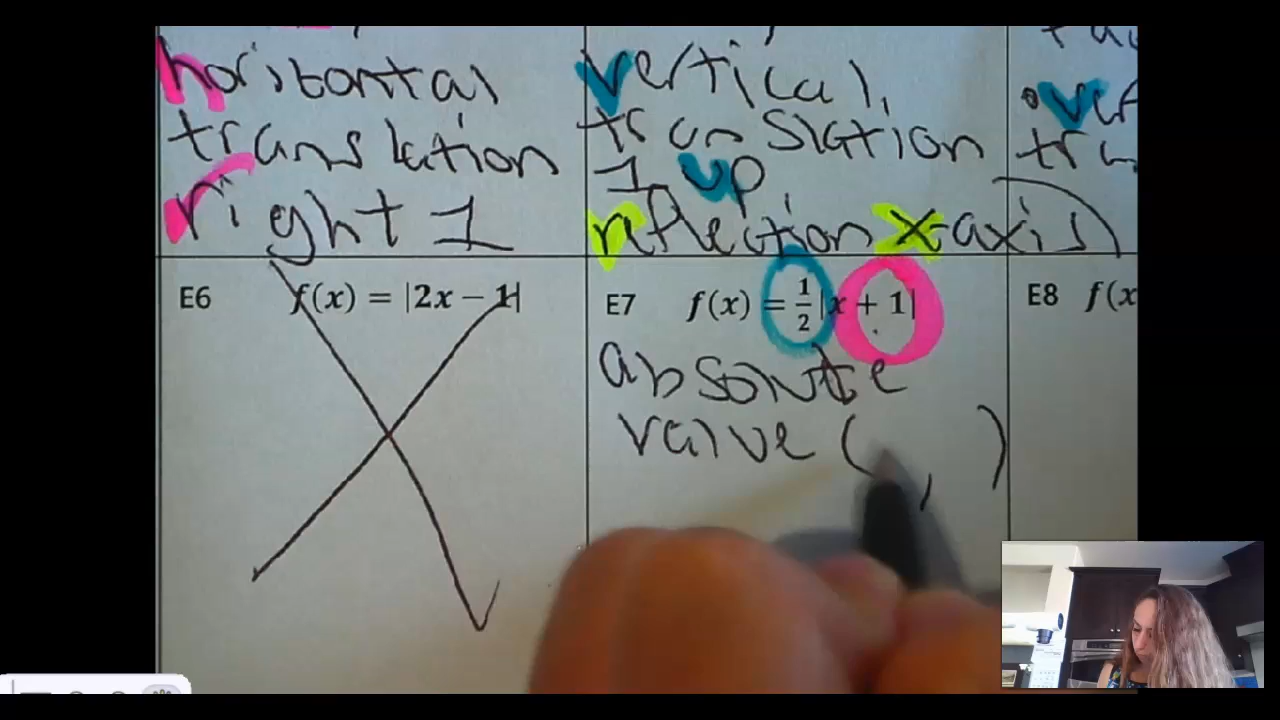 horizontal
translation
right 1
vertical
translation
1 up
reflection x-axis
E6 f(x) = |2x − 1|
E7 f(x) = 1/2 |x + 1|
absolute
value ( , )
E8 f(x